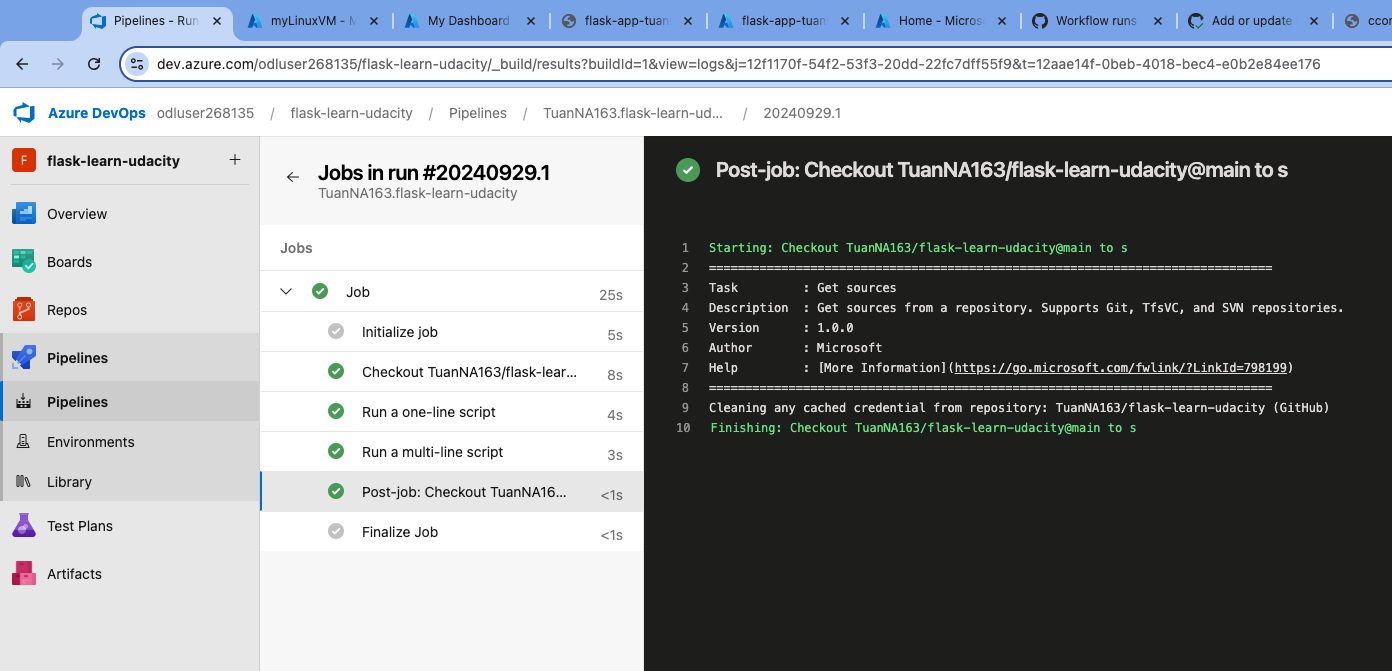 Pipelines - Run
myLinuxVM - M
My Dashboard
flask-app-tuan
flask-app-tuan
Home - Micros
Workflow runs
Add or update
ccon
dev.azure.com/odluser268135/flask-learn-udacity/_build/results?buildId=1&view=logs&j=12f1170f-54f2-53f3-20dd-22fc7dff55f9&t=12aae14f-0beb-4018-bec4-e0b2e84ee176
Azure DevOps odluser268135 / flask-learn-udacity / Pipelines / TuanNA163.flask-learn-ud... / 20240929.1
F flask-learn-udacity +
Overview
Boards
Repos
Pipelines
Pipelines
Environments
Library
Test Plans
Artifacts
Jobs in run #20240929.1
TuanNA163.flask-learn-udacity
Jobs
Job 25s
Initialize job 5s
Checkout TuanNA163/flask-lear... 8s
Run a one-line script 4s
Run a multi-line script 3s
Post-job: Checkout TuanNA16... <1s
Finalize Job <1s
Post-job: Checkout TuanNA163/flask-learn-udacity@main to s
1 Starting: Checkout TuanNA163/flask-learn-udacity@main to s
2 ==============================================================================
3 Task : Get sources
4 Description : Get sources from a repository. Supports Git, TfsVC, and SVN repositories.
5 Version : 1.0.0
6 Author : Microsoft
7 Help : [More Information](https://go.microsoft.com/fwlink/?LinkId=798199)
8 ==============================================================================
9 Cleaning any cached credential from repository: TuanNA163/flask-learn-udacity (GitHub)
10 Finishing: Checkout TuanNA163/flask-learn-udacity@main to s